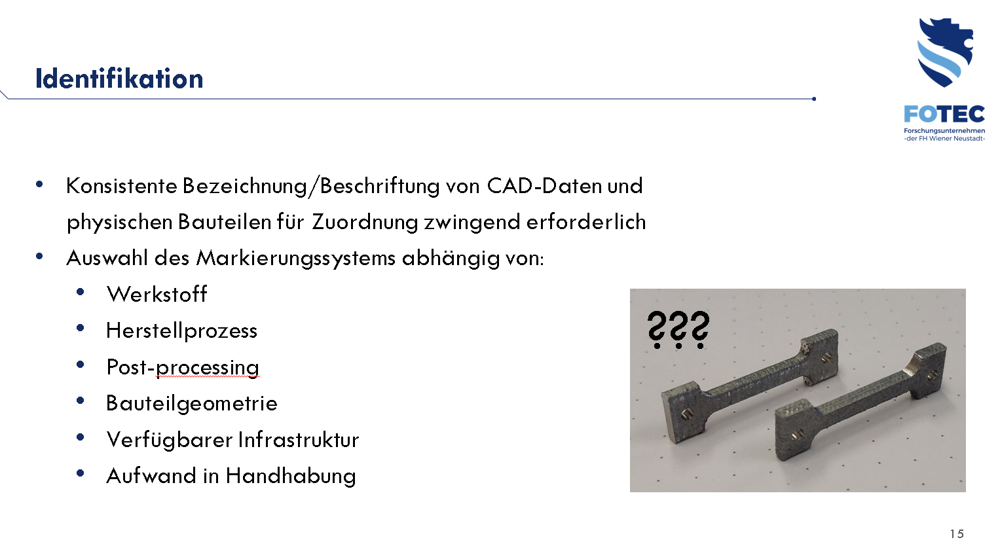 Identifikation
FOTEC
Forschungsunternehmen
-der FH Wiener Neustadt-
• Konsistente Bezeichnung/Beschriftung von CAD-Daten und
physischen Bauteilen für Zuordnung zwingend erforderlich
• Auswahl des Markierungssystems abhängig von:
• Werkstoff
• Herstellprozess
• Post-processing
• Bauteilgeometrie
• Verfügbarer Infrastruktur
• Aufwand in Handhabung
???
15